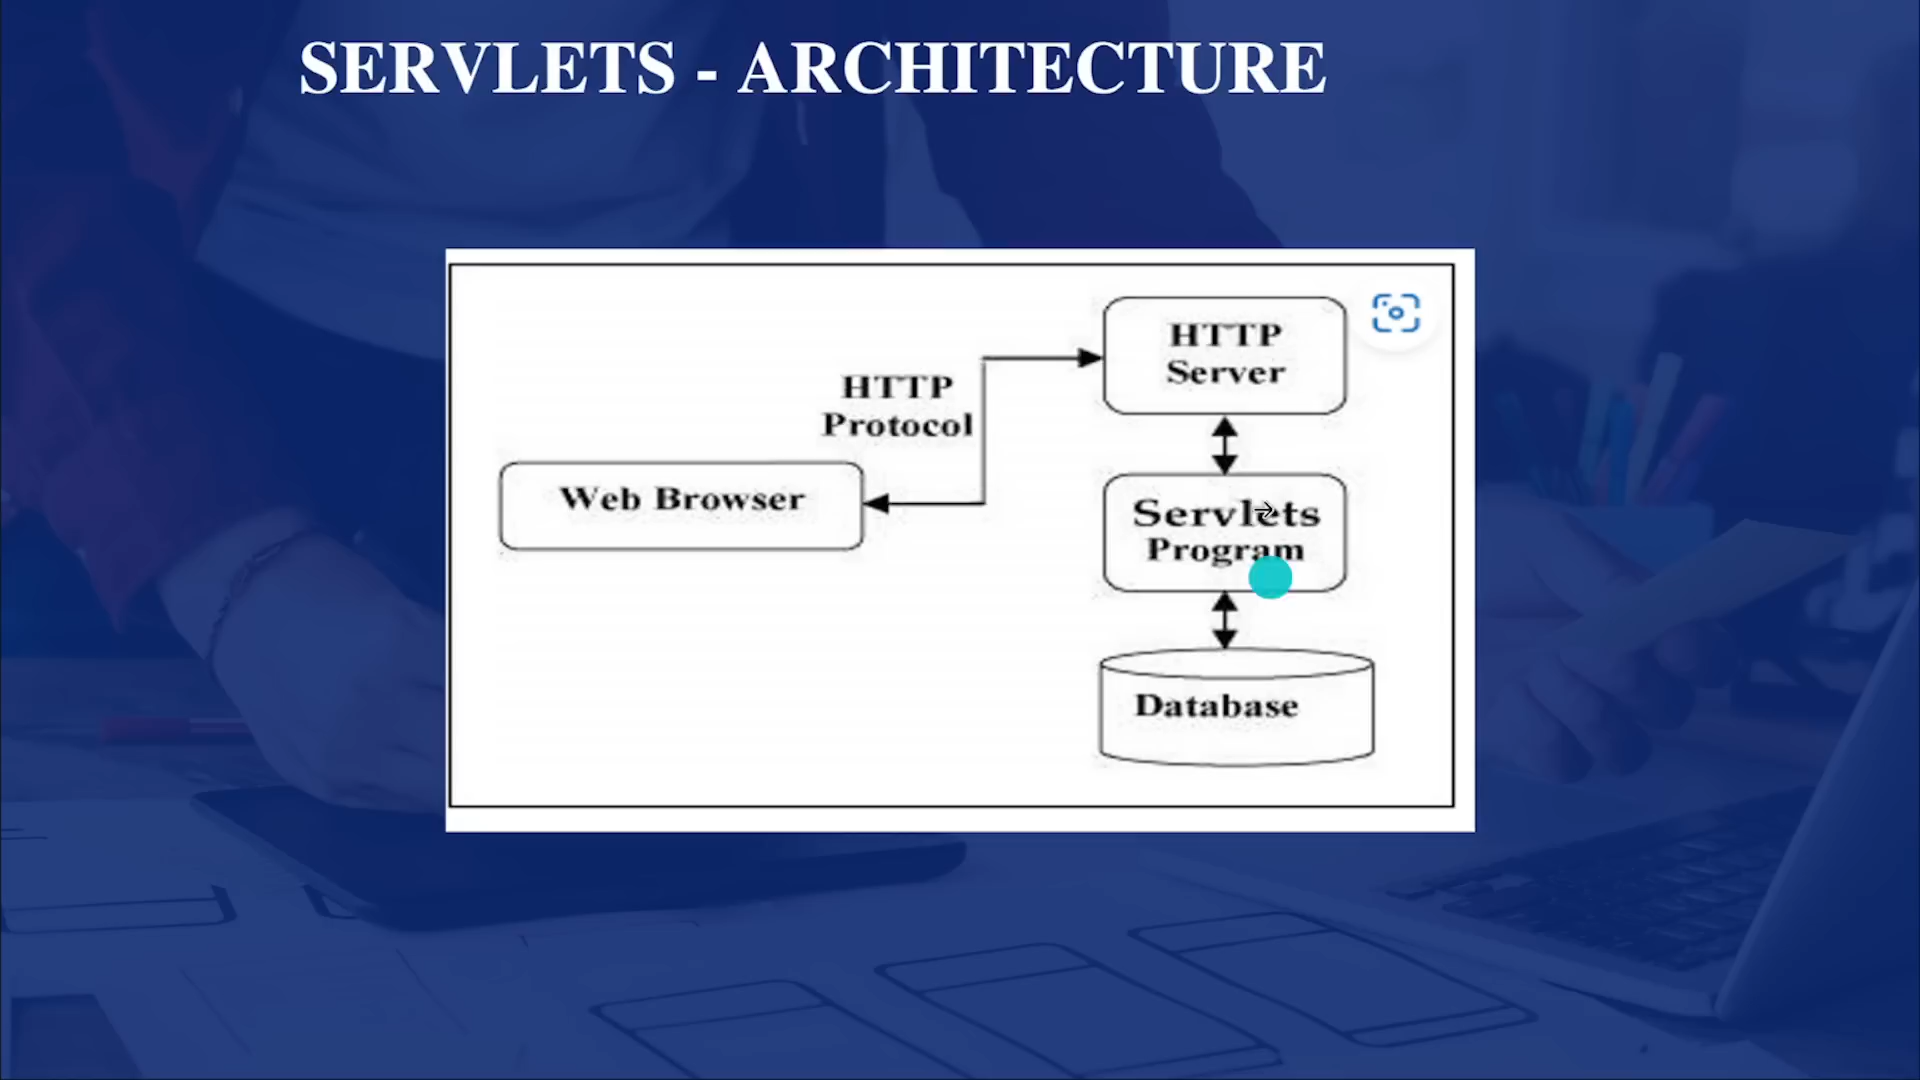 SERVLETS - ARCHITECTURE
HTTP
Server
HTTP
Protocol
Web Browser
Servlets
Program
Database